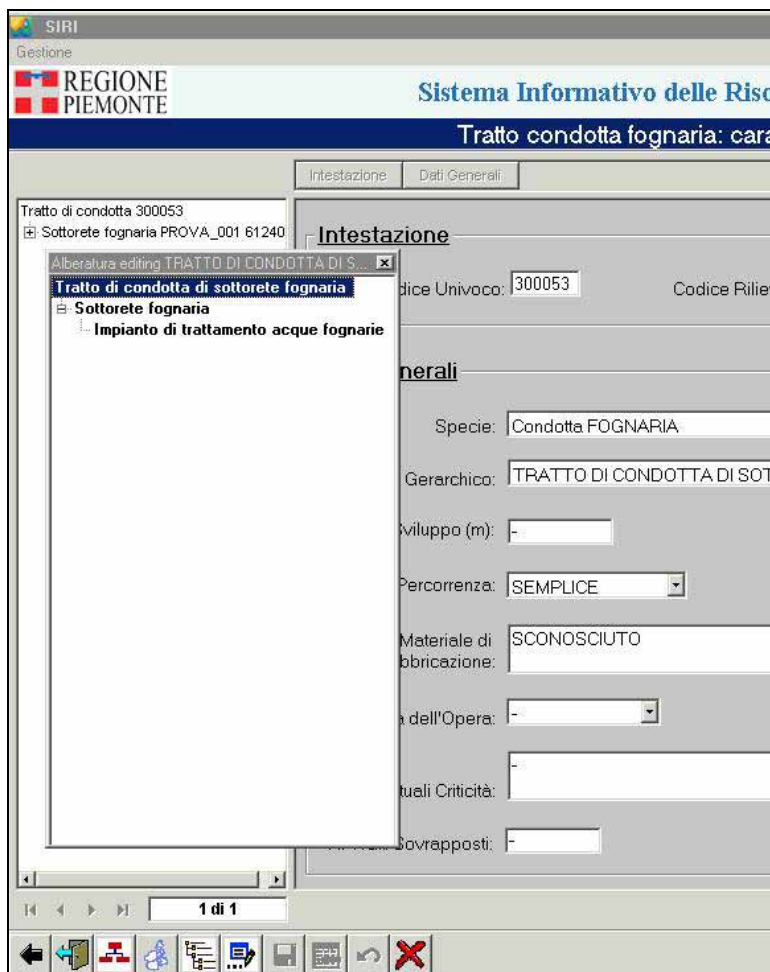 SIRI
Gestione
REGIONE
PIEMONTE
Sistema Informativo delle Riso
Tratto condotta fognaria: cara
Intestazione Dati Generali
Tratto di condotta 300053
Sottorete fognaria PROVA_001 61240
Intestazione
Alberatura editing TRATTO DI CONDOTTA DI S...
Tratto di condotta di sottorete fognaria
Sottorete fognaria
Impianto di trattamento acque fognarie
dice Univoco: 300053 Codice Rilie
nerali
Specie: Condotta FOGNARIA
Gerarchico: TRATTO DI CONDOTTA DI SOT
Sviluppo (m): -
Percorrenza: SEMPLICE
Materiale di
bbricazione: SCONOSCIUTO
a dell'Opera: -
tuali Criticità: -
Sovrapposti: -
1 di 1